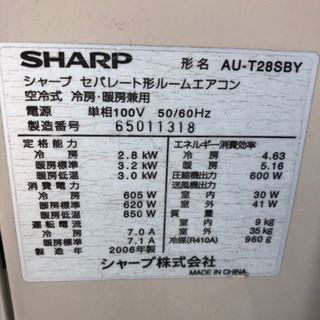 SHARP 形名 AU-T28SBY
シャープ セパレート形ルームエアコン
空冷式 冷房・暖房兼用
電源 単相100V 50/60Hz
製造番号 65011318
定格能力
冷房 2.8 kW
暖房標準 3.2 kW
暖房低温 3.0 kW
消費電力
冷房 605 W
暖房標準 620 W
暖房低温 850 W
運転電流
冷房 7.0 A
暖房 7.1 A
製造年 2006年製
エネルギー消費効率
冷房 4.63
暖房 5.16
圧縮機出力 600 W
送風機出力
室内 30 W
室外 41 W
質量
室内 9 kg
室外 35 kg
冷媒(R410A) 960 g
シャープ株式会社
MADE IN CHINA